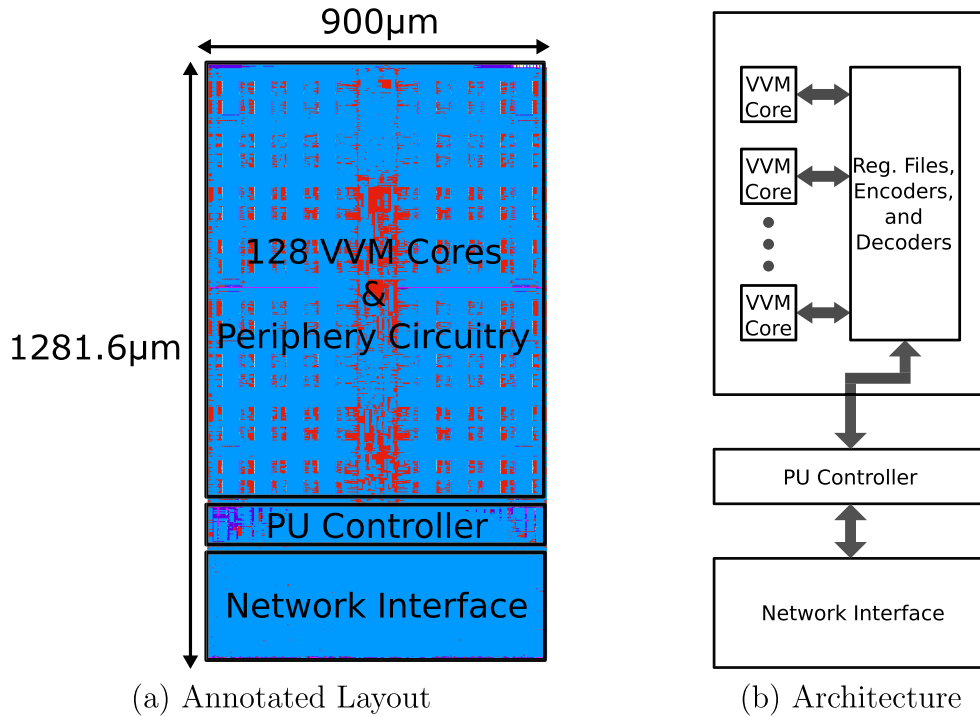 900µm
1281.6µm
128 VVM Cores
&
Periphery Circuitry
PU Controller
Network Interface
(a) Annotated Layout
VVM
Core
VVM
Core
VVM
Core
Reg. Files,
Encoders,
and
Decoders
PU Controller
Network Interface
(b) Architecture